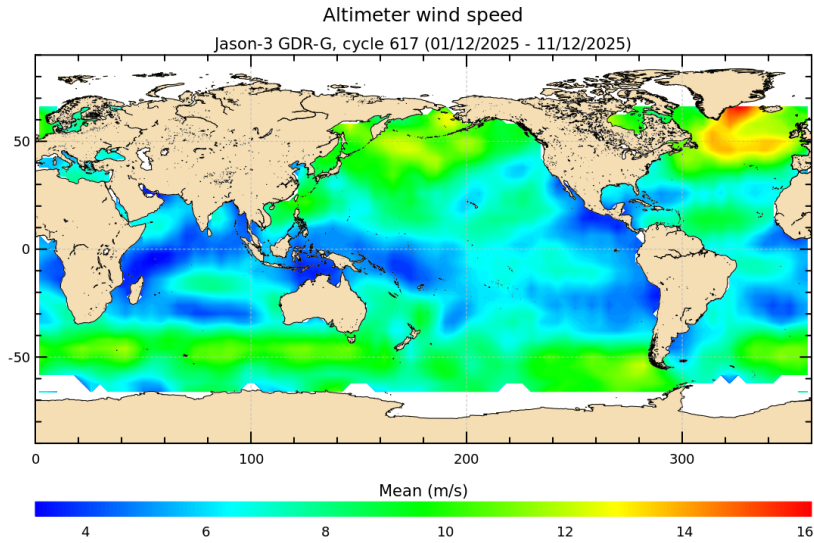 Altimeter wind speed
Jason-3 GDR-G, cycle 617 (01/12/2025 - 11/12/2025)
50
0
-50
0 100 200 300
Mean (m/s)
4 6 8 10 12 14 16